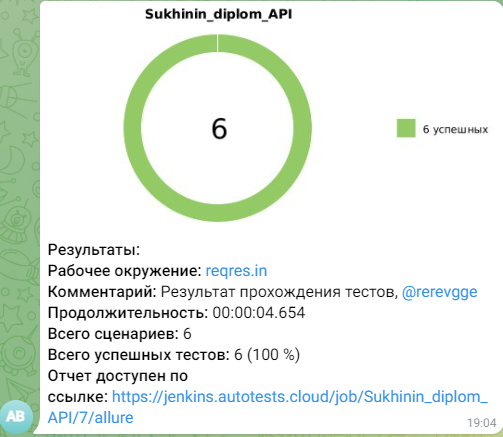 Sukhinin_diplom_API
6
6 успешных
Результаты:
Рабочее окружение: reqres.in
Комментарий: Результат прохождения тестов, @rerevgge
Продолжительность: 00:00:04.654
Всего сценариев: 6
Всего успешных тестов: 6 (100 %)
Отчет доступен по
ссылке: https://jenkins.autotests.cloud/job/Sukhinin_diplom_
API/7/allure
AB
19:04